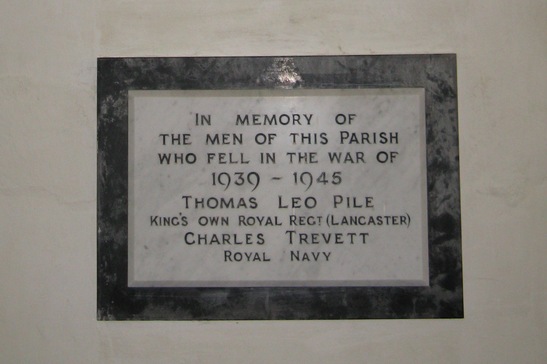 IN MEMORY OF
THE MEN OF THIS PARISH
WHO FELL IN THE WAR OF
1939 - 1945
THOMAS LEO PILE
KING'S OWN ROYAL REGT (LANCASTER)
CHARLES TREVETT
ROYAL NAVY